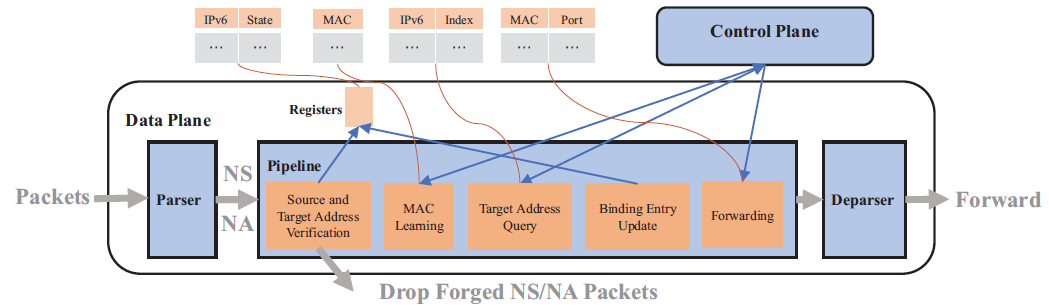 IPv6 State
... ...
MAC
...
IPv6 Index
... ...
MAC Port
... ...
Control Plane
Registers
Data Plane
Pipeline
Packets
Parser
NS
NA
Source and
Target Address
Verification
MAC
Learning
Target Address
Query
Binding Entry
Update
Forwarding
Deparser
Forward
Drop Forged NS/NA Packets